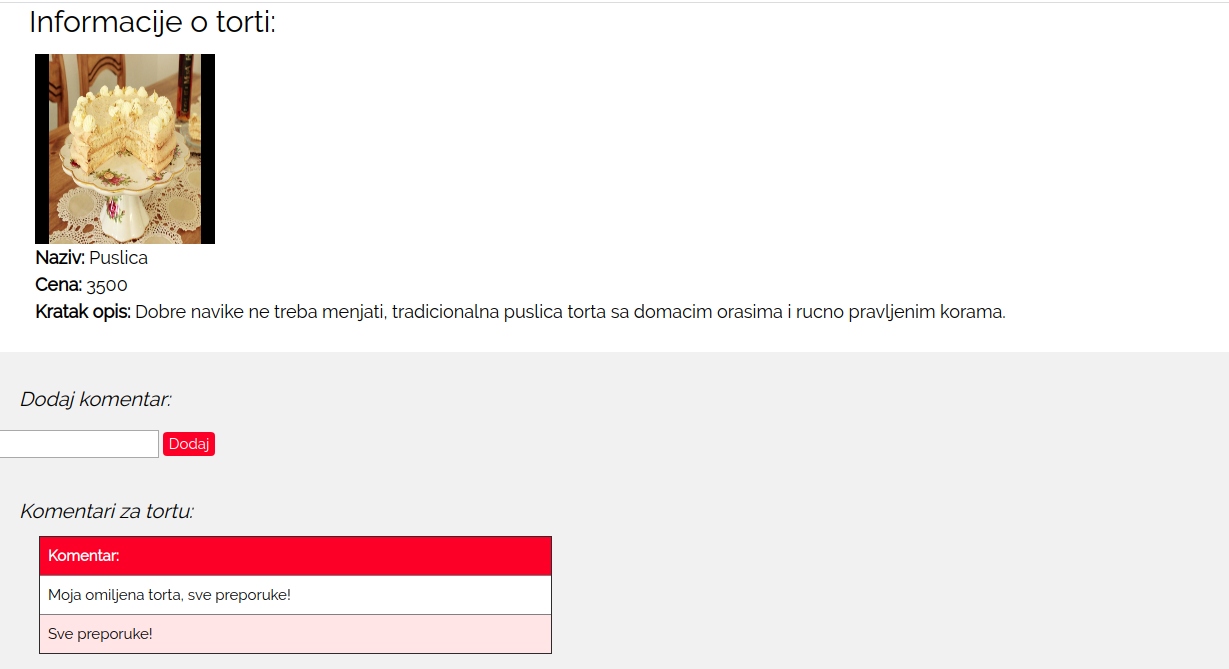 Informacije o torti:
Naziv: Puslica
Cena: 3500
Kratak opis: Dobre navike ne treba menjati, tradicionalna puslica torta sa domacim orasima i rucno pravljenim korama.
Dodaj komentar:
Dodaj
Komentari za tortu:
Komentar:
Moja omiljena torta, sve preporuke!
Sve preporuke!